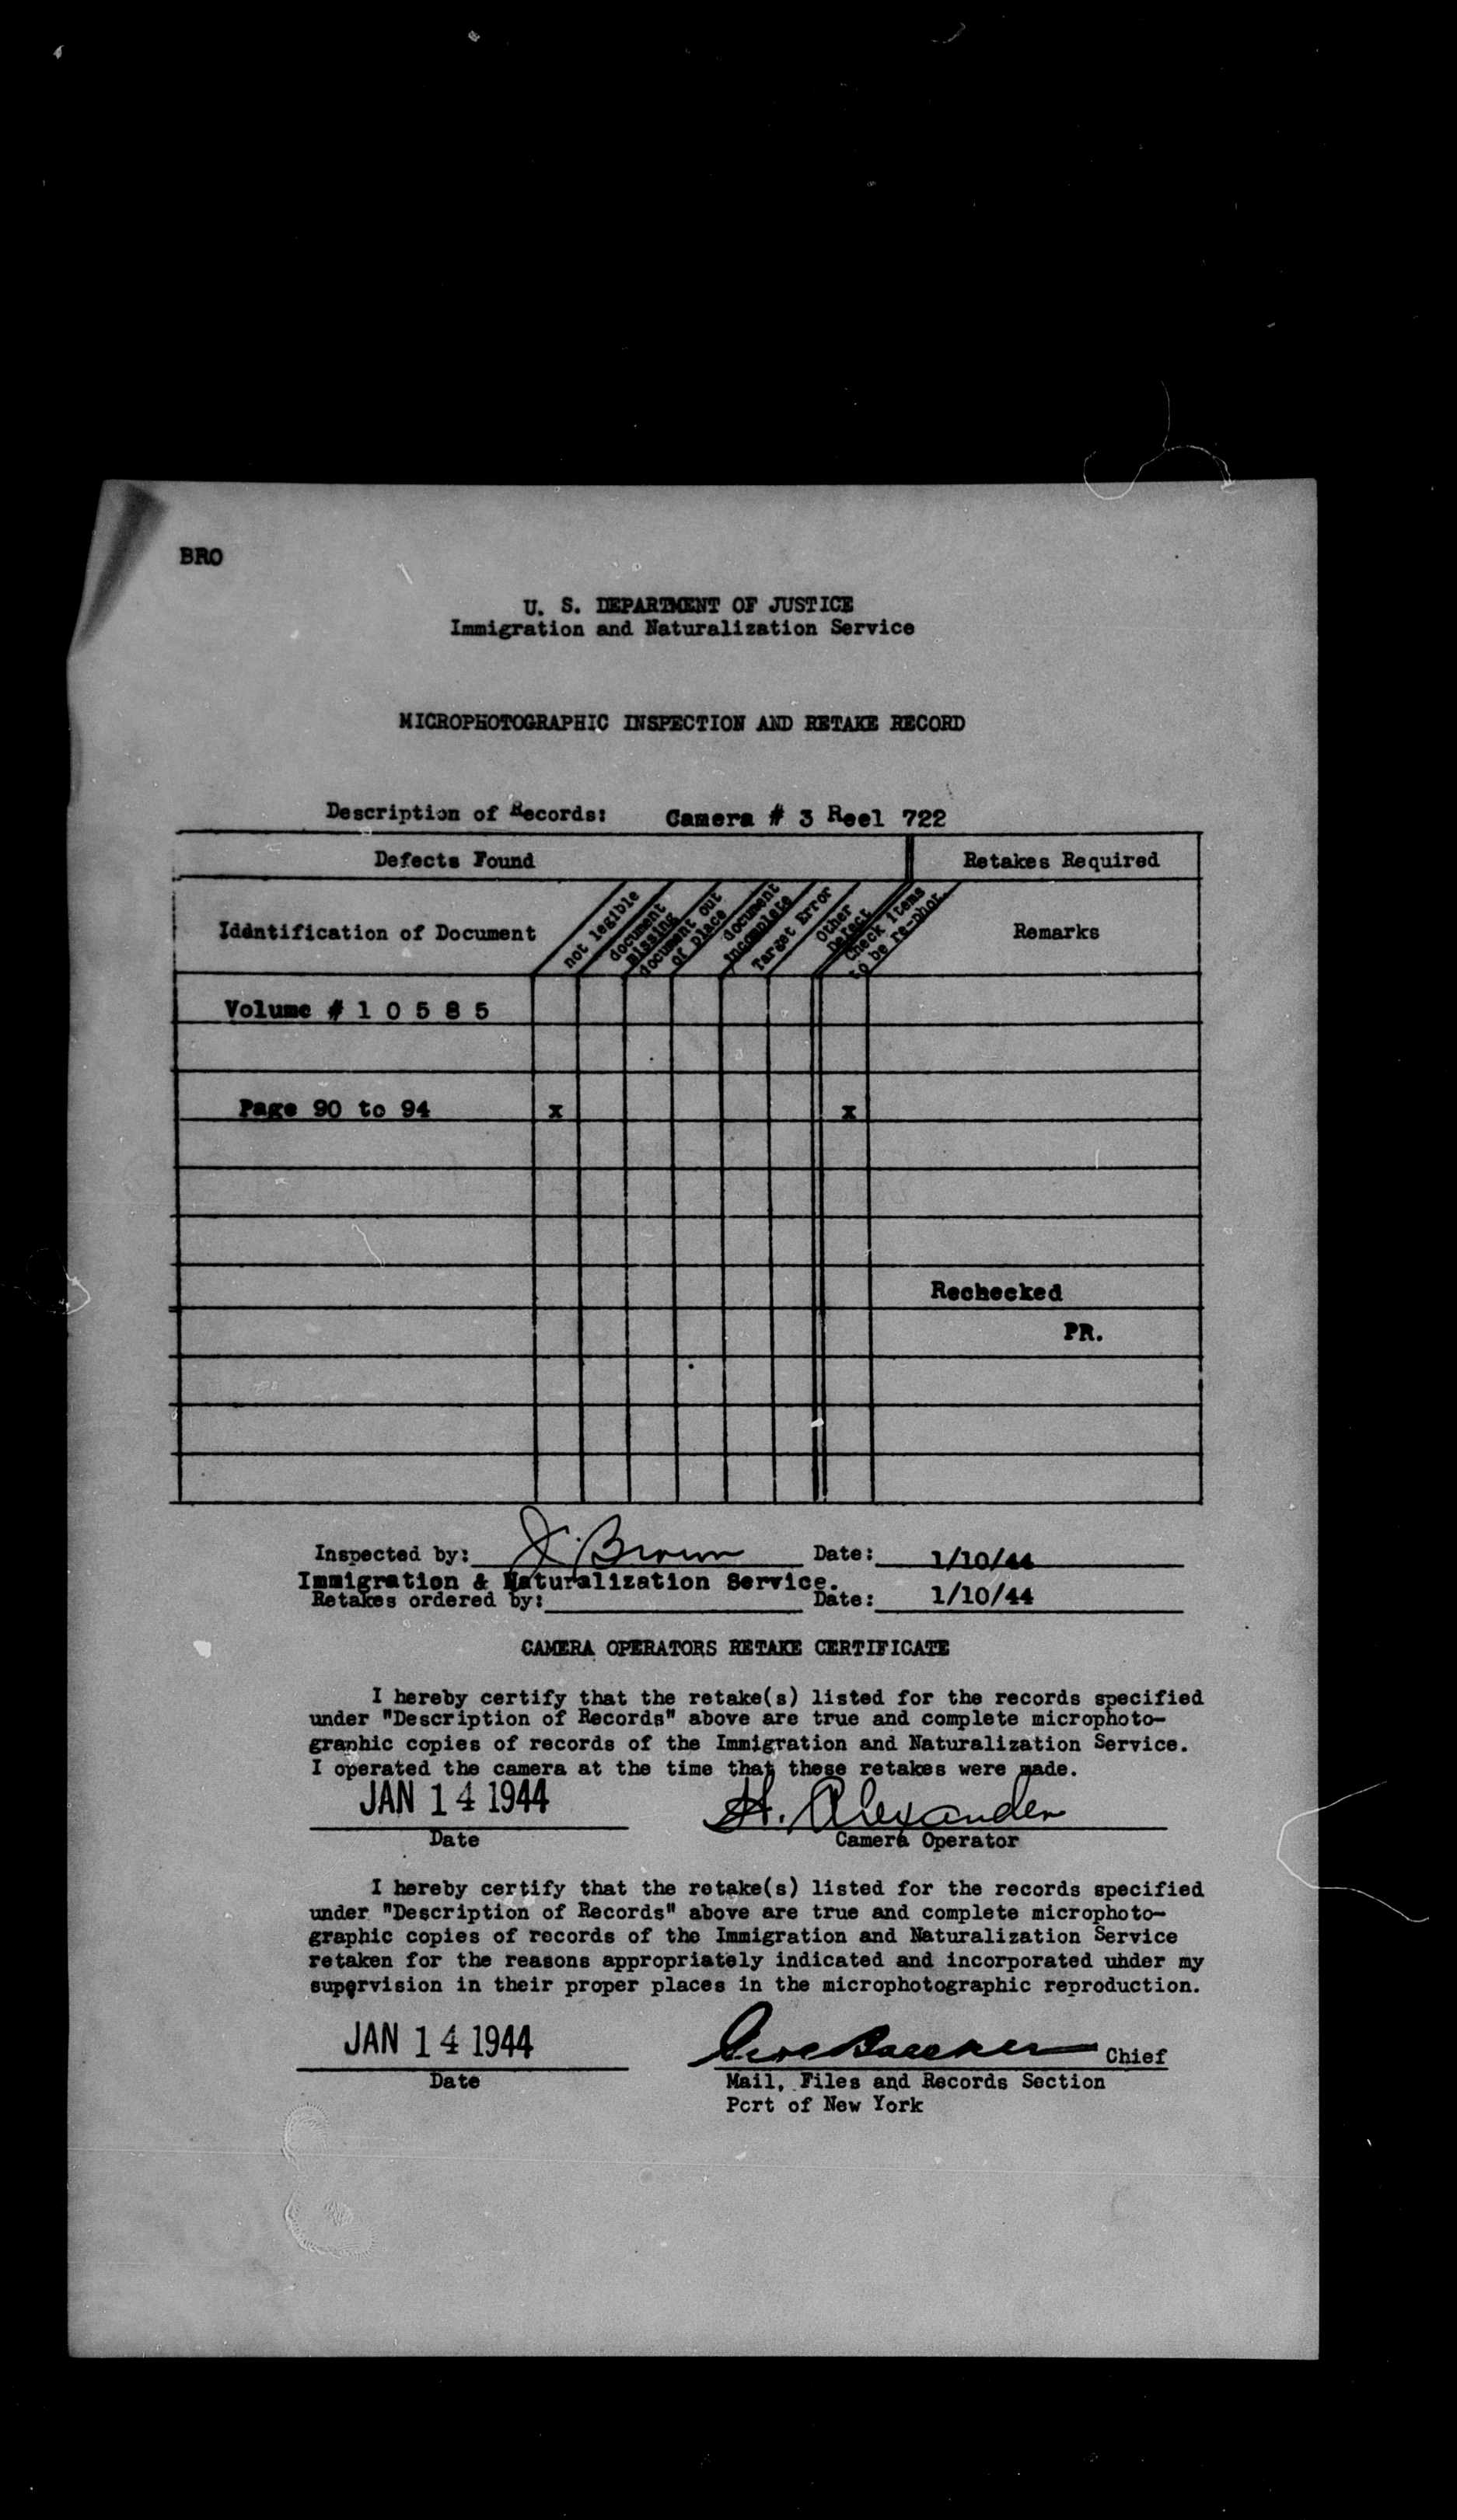 BRO
U. S. DEPARTMENT OF JUSTICE
Immigration and Naturalization Service
MICROPHOTOGRAPHIC INSPECTION AND RETAKE RECORD
Description of Records: Camera # 3 Reel 722
Defects Found Retakes Required
Iddntification of Document
not legible
document missing
document out of place
document incomplete
Target Error
Other Defect
Check items to be re-phot.
Remarks
Volume # 1 0 5 8 5
Page 90 to 94 x x
Rechecked
PR.
Inspected by: J. Brown Date: 1/10/44
Immigration & Naturalization Service.
Retakes ordered by: Date: 1/10/44
CAMERA OPERATORS RETAKE CERTIFICATE
I hereby certify that the retake(s) listed for the records specified
under "Description of Records" above are true and complete microphoto-
graphic copies of records of the Immigration and Naturalization Service.
I operated the camera at the time that these retakes were made.
JAN 14 1944 H. Alexander
Date Camera Operator
I hereby certify that the retake(s) listed for the records specified
under "Description of Records" above are true and complete microphoto-
graphic copies of records of the Immigration and Naturalization Service
retaken for the reasons appropriately indicated and incorporated uhder my
supervision in their proper places in the microphotographic reproduction.
JAN 14 1944 Chief
Date Mail, Files and Records Section
Port of New York